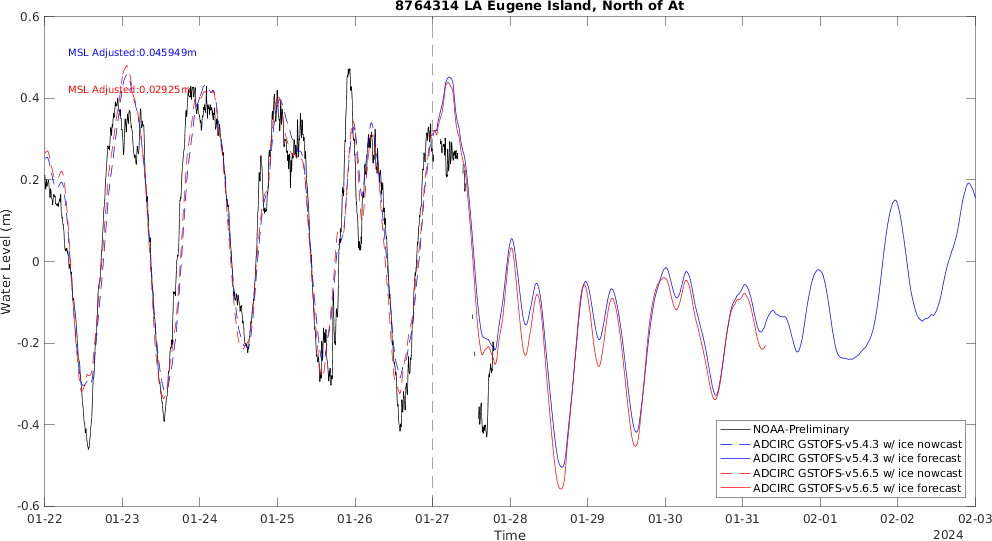 8764314 LA Eugene Island, North of At
0.6
MSL Adjusted:0.045949m
MSL Adjusted:0.02925m
0.4
0.2
0
-0.2
-0.4
-0.6
Water Level (m)
NOAA-Preliminary
ADCIRC GSTOFS-v5.4.3 w/ ice nowcast
ADCIRC GSTOFS-v5.4.3 w/ ice forecast
ADCIRC GSTOFS-v5.6.5 w/ ice nowcast
ADCIRC GSTOFS-v5.6.5 w/ ice forecast
01-22 01-23 01-24 01-25 01-26 01-27 01-28 01-29 01-30 01-31 02-01 02-02 02-03
Time
2024